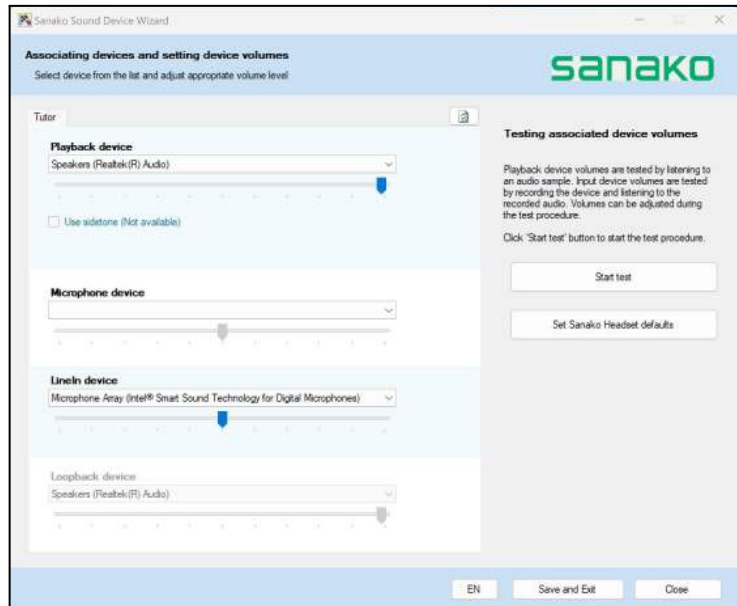 Sanako Sound Device Wizard
Associating devices and setting device volumes
Select device from the list and adjust appropriate volume level
sanako
Tutor
Playback device
Speakers (Realtek(R) Audio)
Use sidetone (Not available)
Microphone device
LineIn device
Microphone Array (Intel® Smart Sound Technology for Digital Microphones)
Loopback device
Speakers (Realtek(R) Audio)
Testing associated device volumes
Playback device volumes are tested by listening to
an audio sample. Input device volumes are tested
by recording the device and listening to the
recorded audio. Volumes can be adjusted during
the test procedure.
Click 'Start test' button to start the test procedure.
Start test
Set Sanako Headset defaults
EN
Save and Exit
Close